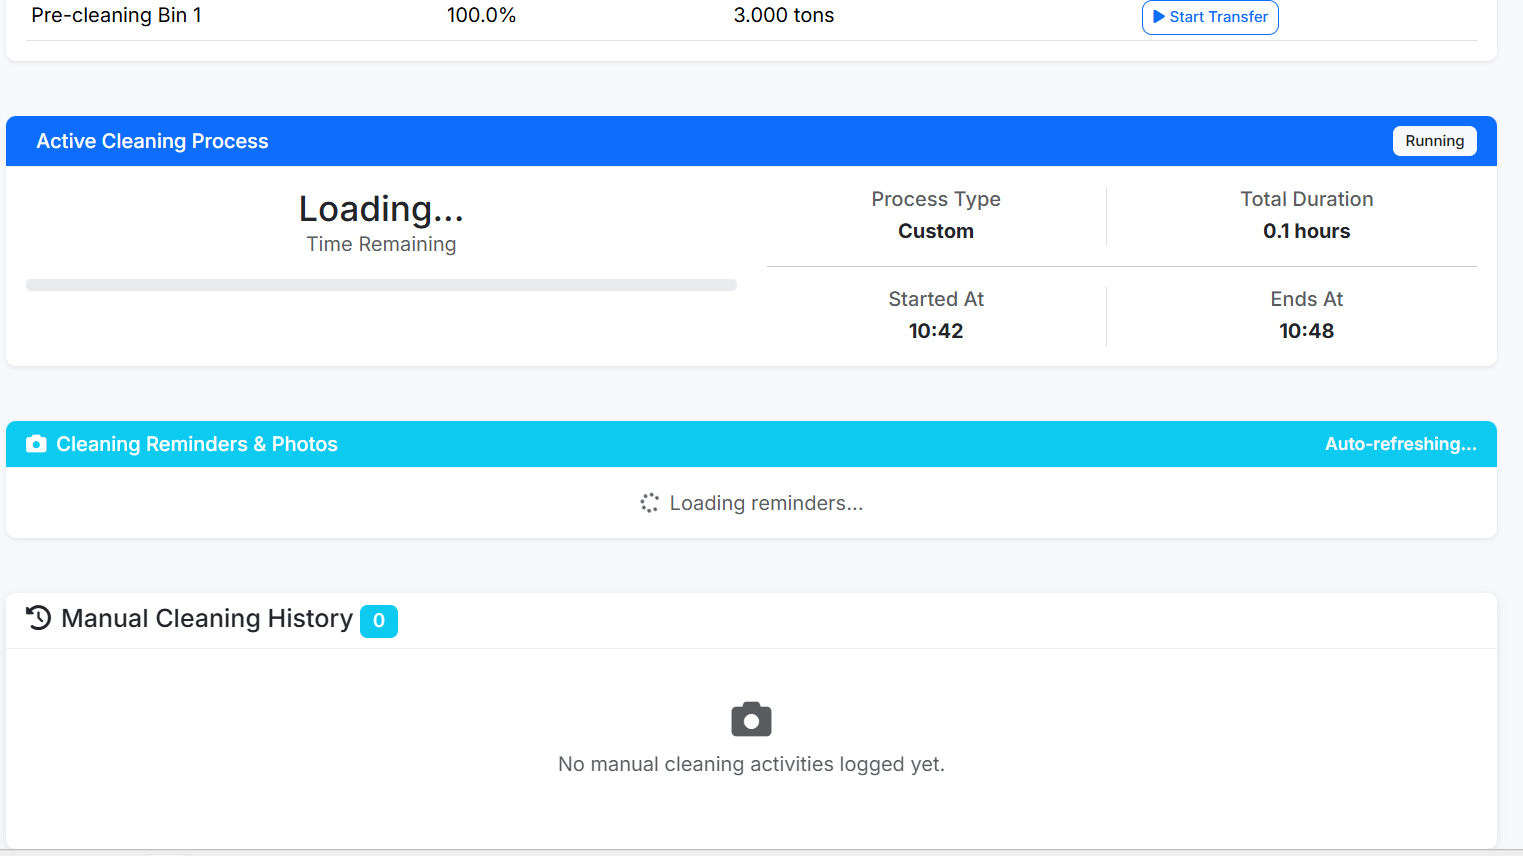 Pre-cleaning Bin 1 100.0% 3.000 tons Start Transfer
Active Cleaning Process Running
Loading...
Time Remaining
Process Type
Custom
Total Duration
0.1 hours
Started At
10:42
Ends At
10:48
Cleaning Reminders & Photos Auto-refreshing...
Loading reminders...
Manual Cleaning History 0
No manual cleaning activities logged yet.